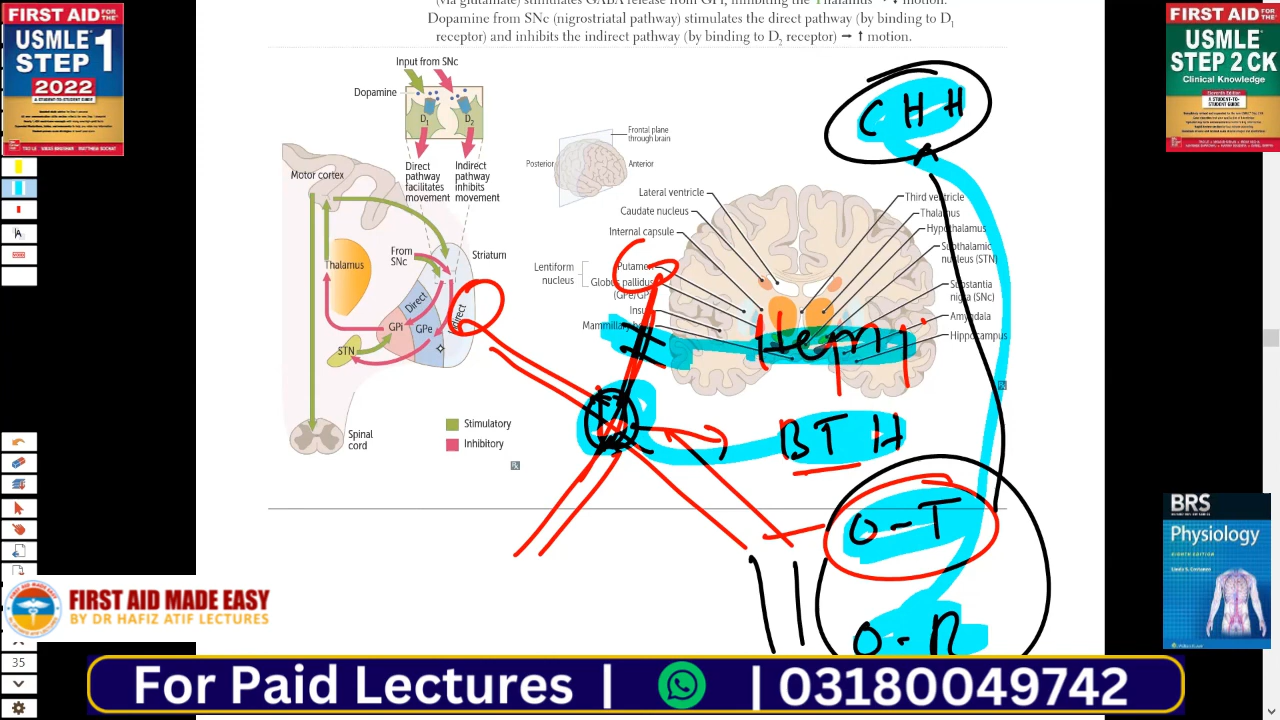 (via glutamate) stimulates GABA release from GPi, inhibiting the Thalamus → ↓ motion.
Dopamine from SNc (nigrostriatal pathway) stimulates the direct pathway (by binding to D1
receptor) and inhibits the indirect pathway (by binding to D2 receptor) → ↑ motion.
FIRST AID FOR THE
USMLE
STEP 1
2022
FIRST AID FOR THE
USMLE
STEP 2 CK
Clinical Knowledge
Input from SNc
Dopamine
D1
D2
Direct
pathway
facilitates
movement
Indirect
pathway
inhibits
movement
Motor cortex
Thalamus
From
SNc
Striatum
Direct
Indirect
GPi
GPe
STN
Spinal
cord
Stimulatory
Inhibitory
Frontal plane
through brain
Posterior
Anterior
Lateral ventricle
Caudate nucleus
Internal capsule
Lentiform
nucleus
Putamen
Globus pallidus
(GPe/GP
Insu
Mammillary bo
Third ventricle
Thalamus
Hypothalamus
Subthalamic
nucleus (STN)
Substantia
nigra (SNc)
Amygdala
Hippocampus
CHH
Hemi
BTH
O-T
O-R
BRS
Physiology
FIRST AID MADE EASY
BY DR HAFIZ ATIF LECTURES
35
For Paid Lectures | | 03180049742